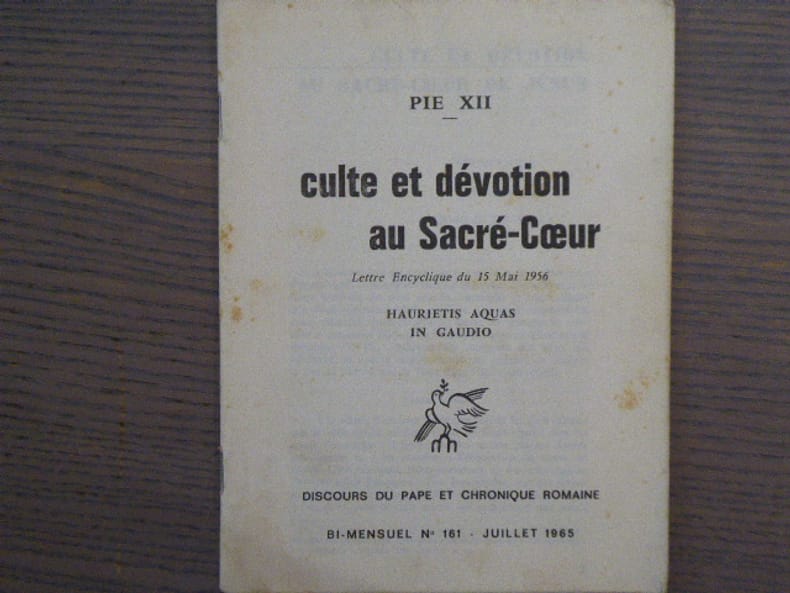 PIE XII
culte et dévotion
au Sacré-Cœur
Lettre Encyclique du 15 Mai 1956
HAURIETIS AQUAS
IN GAUDIO
DISCOURS DU PAPE ET CHRONIQUE ROMAINE
BI-MENSUEL Nº 161 - JUILLET 1965